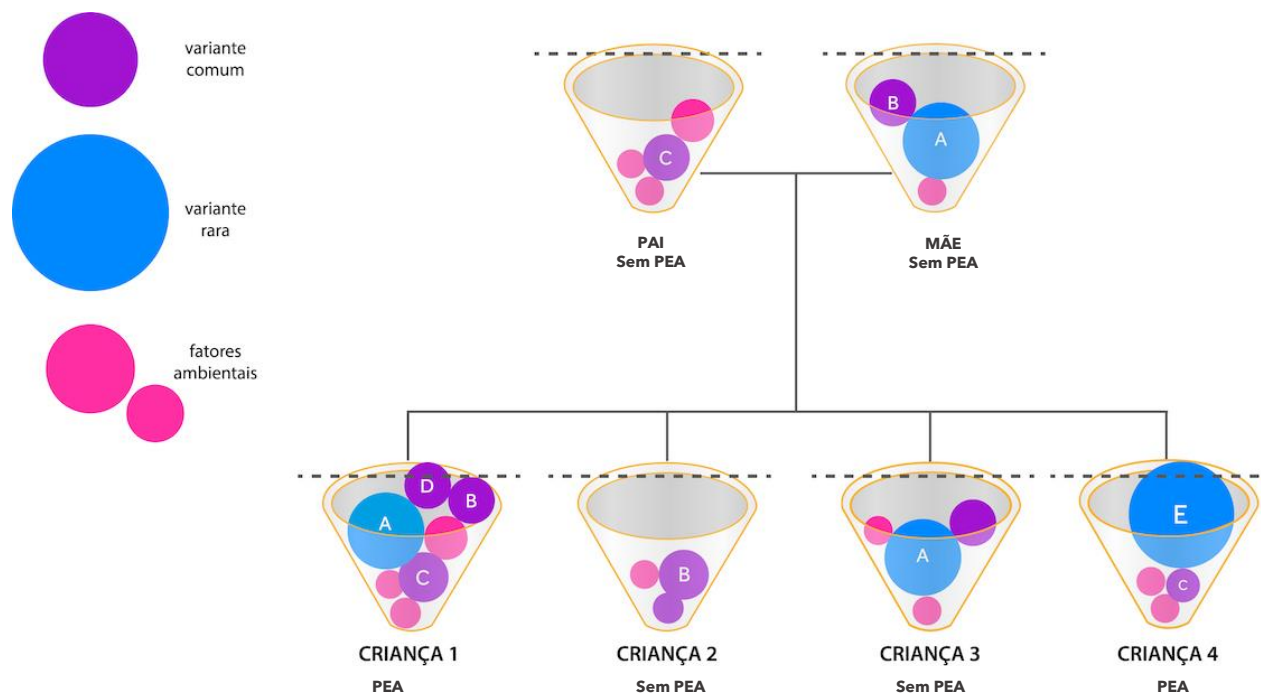 variante
comum
variante
rara
fatores
ambientais
C
B
A
PAI
Sem PEA
MÃE
Sem PEA
D
B
A
C
B
A
E
C
CRIANÇA 1
PEA
CRIANÇA 2
Sem PEA
CRIANÇA 3
Sem PEA
CRIANÇA 4
PEA